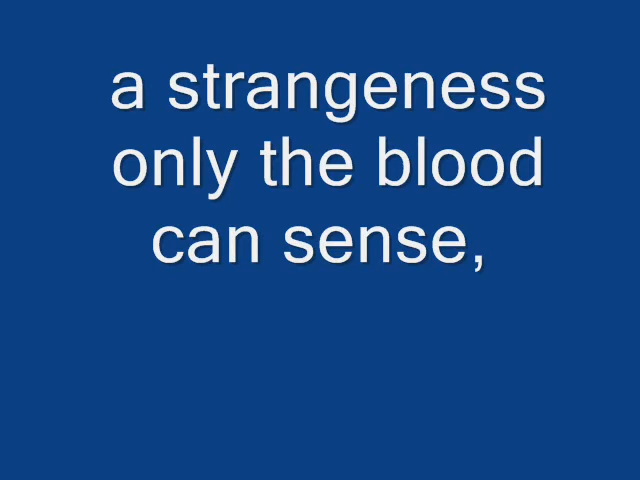 a strangeness
only the blood
can sense,